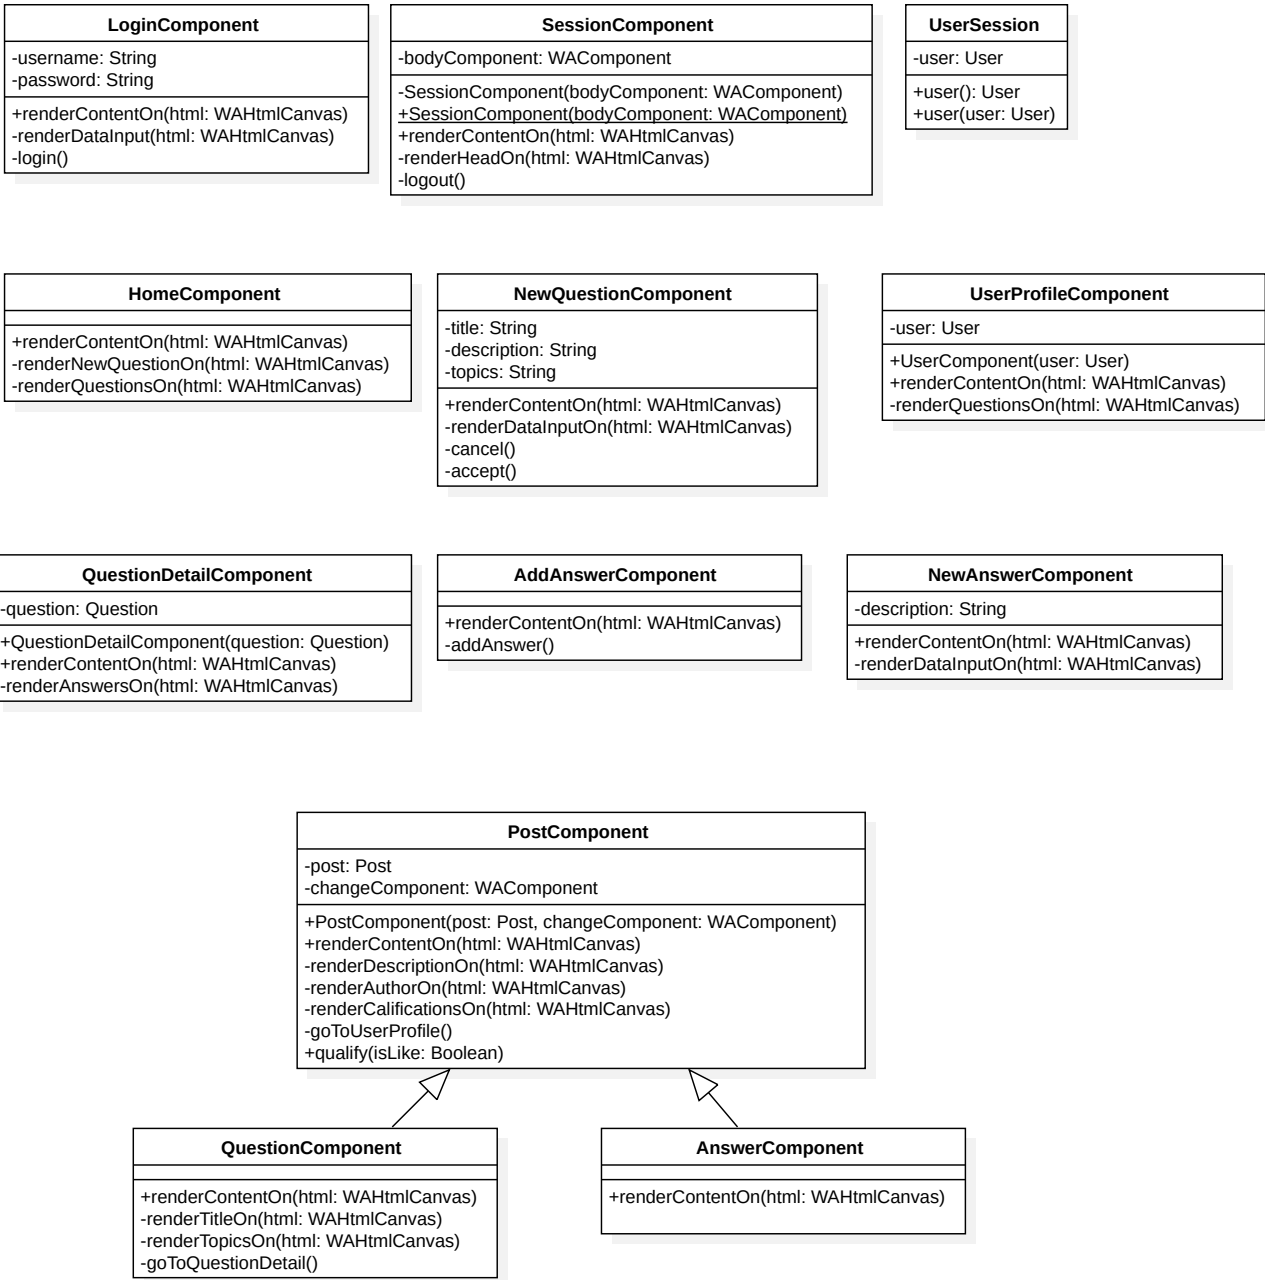 LoginComponent
-username: String
-password: String
+renderContentOn(html: WAHtmlCanvas)
-renderDataInput(html: WAHtmlCanvas)
-login()
SessionComponent
-bodyComponent: WAComponent
-SessionComponent(bodyComponent: WAComponent)
+SessionComponent(bodyComponent: WAComponent)
+renderContentOn(html: WAHtmlCanvas)
-renderHeadOn(html: WAHtmlCanvas)
-logout()
UserSession
-user: User
+user(): User
+user(user: User)
HomeComponent
+renderContentOn(html: WAHtmlCanvas)
-renderNewQuestionOn(html: WAHtmlCanvas)
-renderQuestionsOn(html: WAHtmlCanvas)
NewQuestionComponent
-title: String
-description: String
-topics: String
+renderContentOn(html: WAHtmlCanvas)
-renderDataInputOn(html: WAHtmlCanvas)
-cancel()
-accept()
UserProfileComponent
-user: User
+UserComponent(user: User)
+renderContentOn(html: WAHtmlCanvas)
-renderQuestionsOn(html: WAHtmlCanvas)
QuestionDetailComponent
-question: Question
+QuestionDetailComponent(question: Question)
+renderContentOn(html: WAHtmlCanvas)
-renderAnswersOn(html: WAHtmlCanvas)
AddAnswerComponent
+renderContentOn(html: WAHtmlCanvas)
-addAnswer()
NewAnswerComponent
-description: String
+renderContentOn(html: WAHtmlCanvas)
-renderDataInputOn(html: WAHtmlCanvas)
PostComponent
-post: Post
-changeComponent: WAComponent
+PostComponent(post: Post, changeComponent: WAComponent)
+renderContentOn(html: WAHtmlCanvas)
-renderDescriptionOn(html: WAHtmlCanvas)
-renderAuthorOn(html: WAHtmlCanvas)
-renderCalificationsOn(html: WAHtmlCanvas)
-goToUserProfile()
+qualify(isLike: Boolean)
QuestionComponent
+renderContentOn(html: WAHtmlCanvas)
-renderTitleOn(html: WAHtmlCanvas)
-renderTopicsOn(html: WAHtmlCanvas)
-goToQuestionDetail()
AnswerComponent
+renderContentOn(html: WAHtmlCanvas)